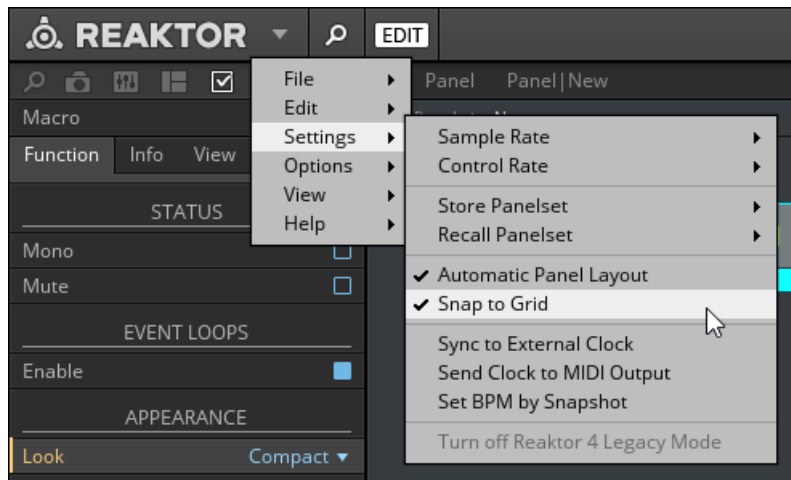 REAKTOR
EDIT
File
Edit
Settings
Options
View
Help
Panel
Panel|New
Macro
Function
Info
View
STATUS
Mono
Mute
EVENT LOOPS
Enable
APPEARANCE
Look
Compact
Sample Rate
Control Rate
Store Panelset
Recall Panelset
Automatic Panel Layout
Snap to Grid
Sync to External Clock
Send Clock to MIDI Output
Set BPM by Snapshot
Turn off Reaktor 4 Legacy Mode